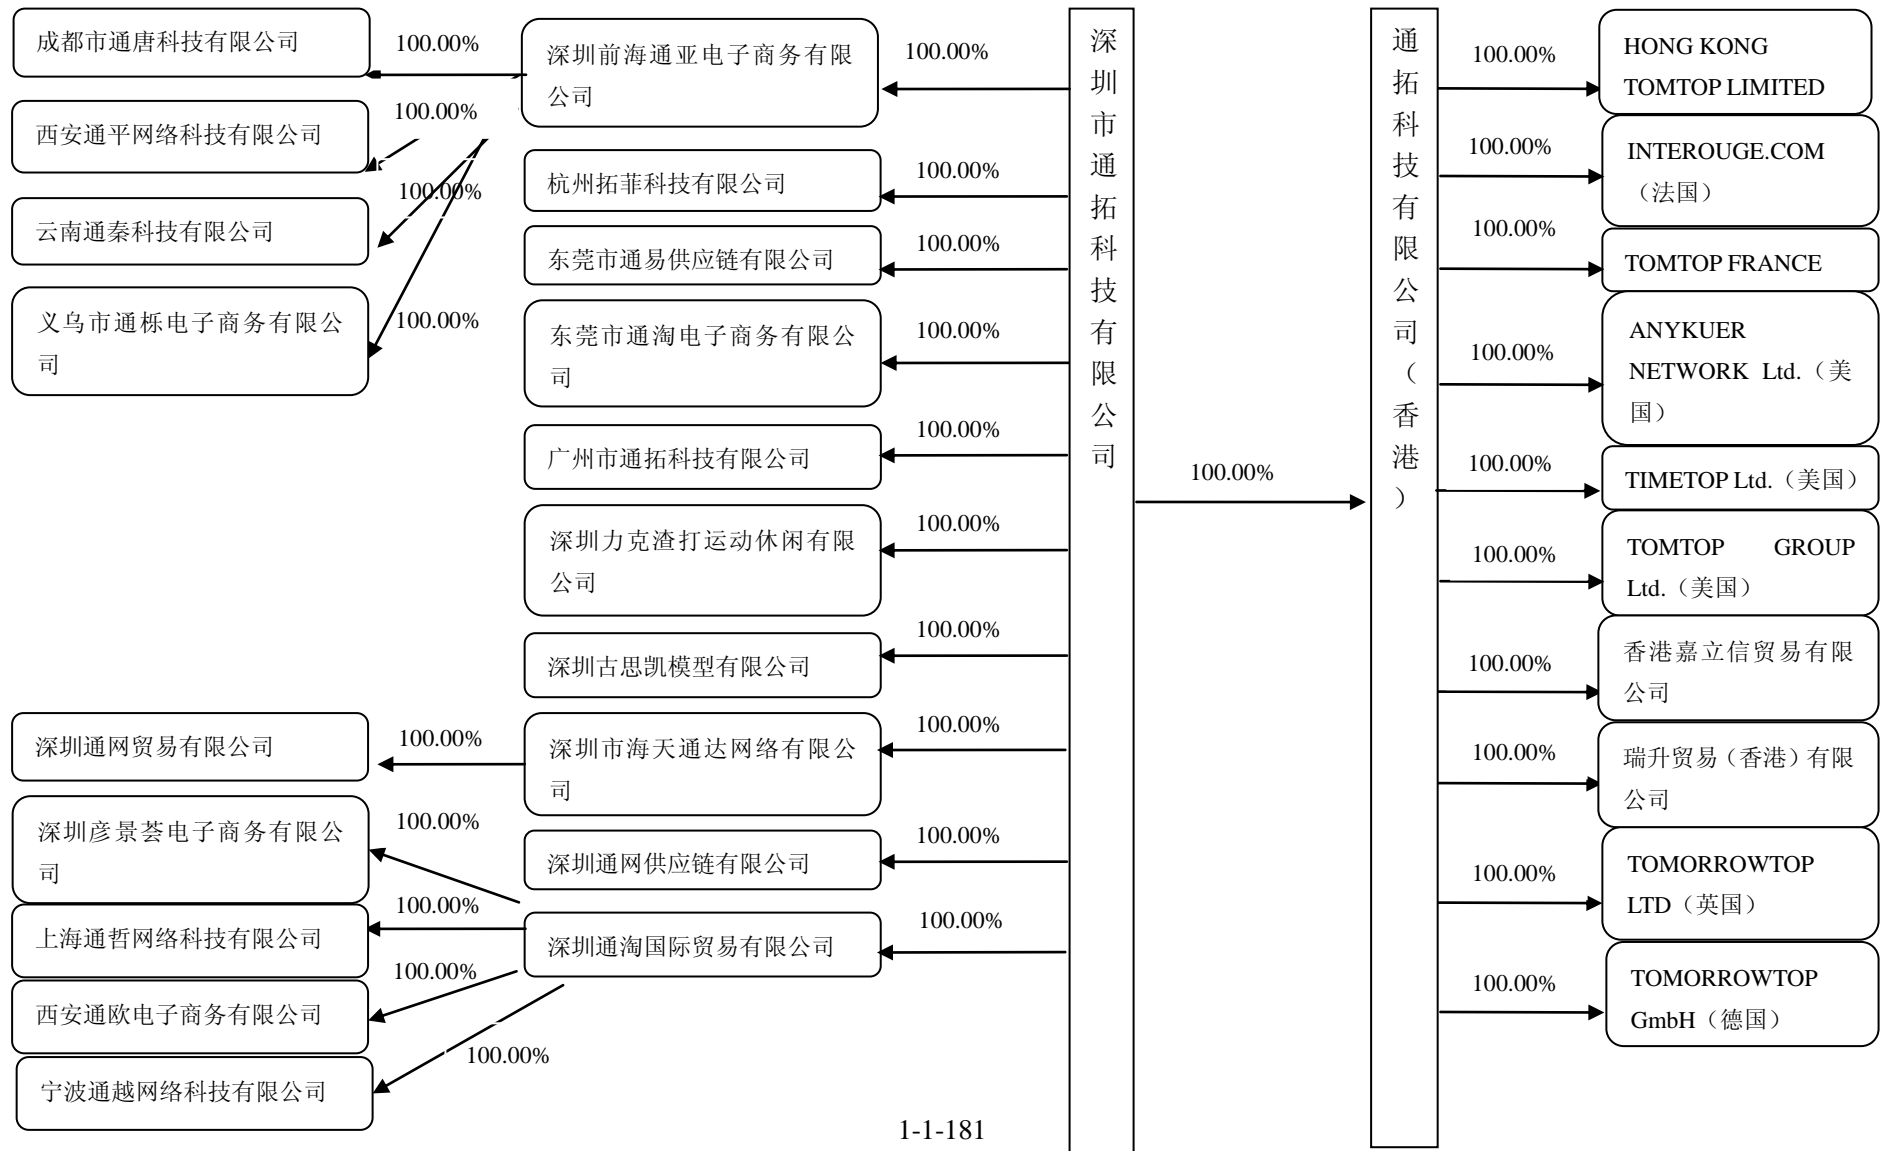 成都市通唐科技有限公司
100.00%
西安通平网络科技有限公司
100.00%
云南通秦科技有限公司
100.00%
义乌市通栎电子商务有限公
司
100.00%
深圳通网贸易有限公司
100.00%
深圳彦景荟电子商务有限公
司
100.00%
上海通哲网络科技有限公司
100.00%
西安通欧电子商务有限公司
100.00%
宁波通越网络科技有限公司
100.00%
深圳前海通亚电子商务有限
公司
100.00%
杭州拓菲科技有限公司
100.00%
东莞市通易供应链有限公司
100.00%
东莞市通淘电子商务有限公
司
100.00%
广州市通拓科技有限公司
100.00%
深圳力克渣打运动休闲有限
公司
100.00%
深圳古思凯模型有限公司
100.00%
深圳市海天通达网络有限公
司
100.00%
深圳通网供应链有限公司
100.00%
深圳通淘国际贸易有限公司
100.00%
深圳市通拓科技有限公司
100.00%
通拓科技有限公司（香港）
100.00%
HONG KONG
TOMTOP LIMITED
100.00%
INTEROUGE.COM
（法国）
100.00%
TOMTOP FRANCE
100.00%
ANYKUER
NETWORK Ltd.（美
国）
100.00%
TIMETOP Ltd.（美国）
100.00%
TOMTOP GROUP
Ltd.（美国）
100.00%
香港嘉立信贸易有限
公司
100.00%
瑞升贸易（香港）有限
公司
100.00%
TOMORROWTOP
LTD（英国）
100.00%
TOMORROWTOP
GmbH（德国）
1-1-181